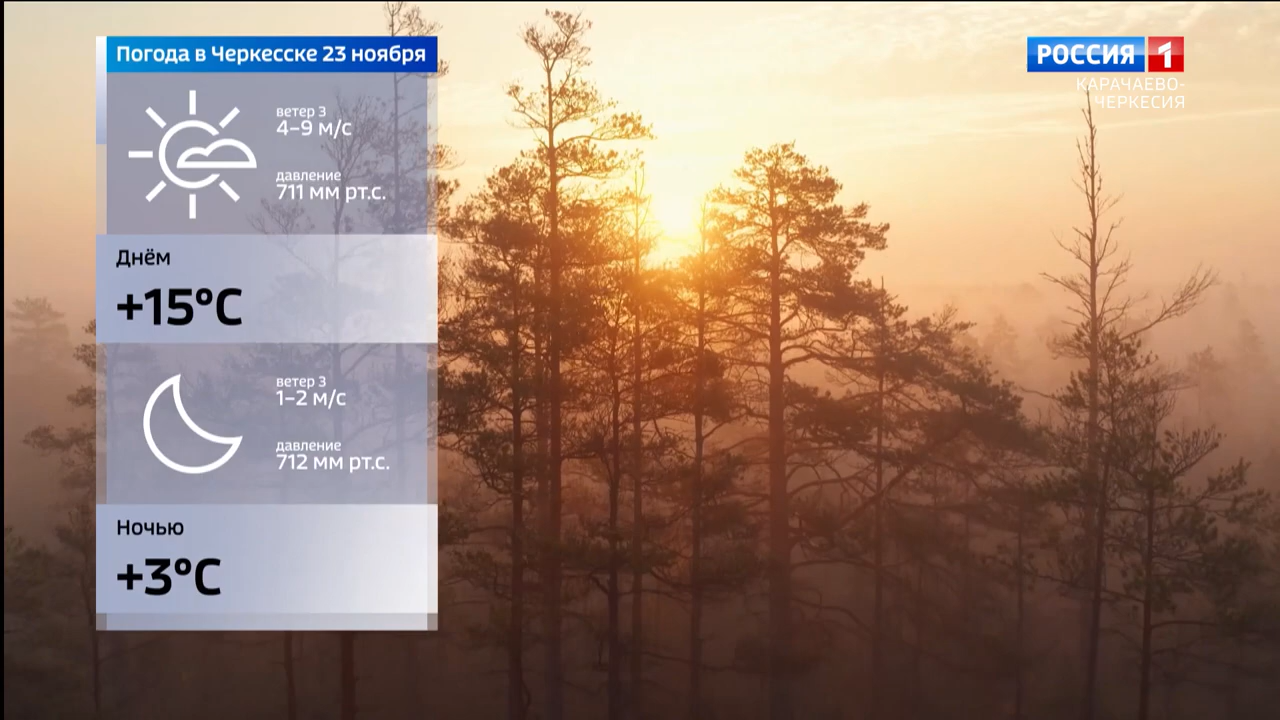 Погода в Черкесске 23 ноября
ветер З
4–9 м/с
давление
711 мм рт.с.
Днём
+15°C
ветер З
1–2 м/с
давление
712 мм рт.с.
Ночью
+3°C
РОССИЯ 1
КАРАЧАЕВО-
ЧЕРКЕСИЯ